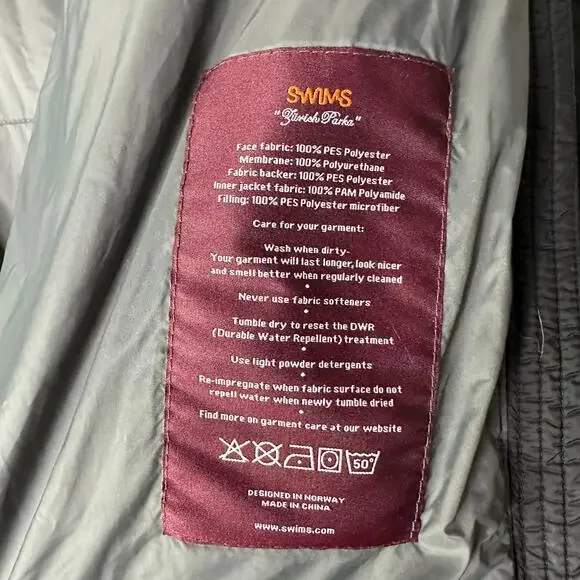 SWIMS
"Zürich Parka"
Face fabric: 100% PES Polyester
Membrane: 100% Polyurethane
Fabric backer: 100% PES Polyester
Inner jacket fabric: 100% PAM Polyamide
Filling: 100% PES Polyester microfiber
Care for your garment:
Wash when dirty-
Your garment will last longer, look nicer
and smell better when regularly cleaned
•
Never use fabric softeners
•
Tumble dry to reset the DWR
(Durable Water Repellent) treatment
•
Use light powder detergents
•
Re-impregnate when fabric surface do not
repel water when newly tumble dried
•
Find more on garment care at our website
50°
DESIGNED IN NORWAY
MADE IN CHINA
www.swims.com